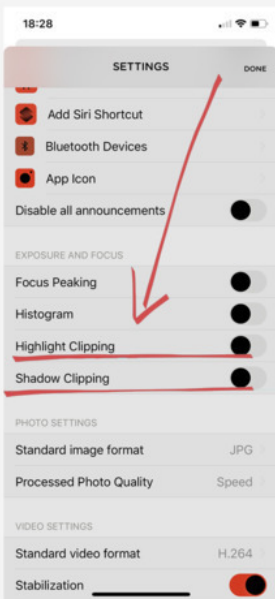 18:28
SETTINGS
DONE
Add Siri Shortcut
Bluetooth Devices
App Icon
Disable all announcements
EXPOSURE AND FOCUS
Focus Peaking
Histogram
Highlight Clipping
Shadow Clipping
PHOTO SETTINGS
Standard image format JPG
Processed Photo Quality Speed
VIDEO SETTINGS
Standard video format H.264
Stabilization